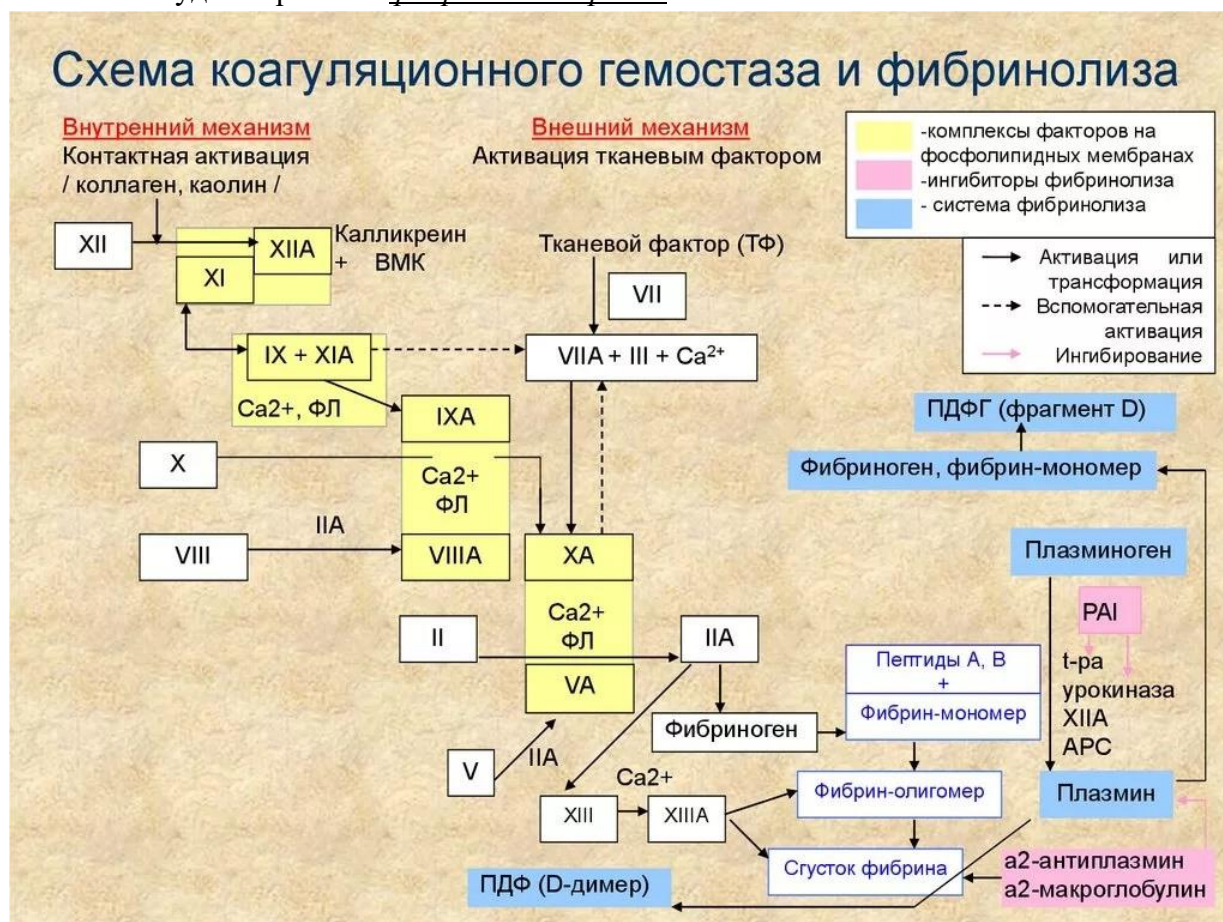 Схема коагуляционного гемостаза и фибринолиза
Внутренний механизм
Контактная активация
/ коллаген, каолин /
Внешний механизм
Активация тканевым фактором
-комплексы факторов на
фосфолипидных мембранах
-ингибиторы фибринолиза
- система фибринолиза
Активация или
трансформация
Вспомогательная
активация
Ингибирование
XII
XIIA
Калликреин
+ ВМК
XI
Тканевой фактор (ТФ)
VII
IX + XIA
VIIA + III + Ca²⁺
Ca2+, ФЛ
IXA
ПДФГ (фрагмент D)
X
Ca2+
ФЛ
Фибриноген, фибрин-мономер
IIA
VIII
VIIIA
XA
Плазминоген
Ca2+
ФЛ
II
IIA
VA
PAI
t-pa
урокиназа
XIIA
APC
Пептиды А, В
+
Фибрин-мономер
Фибриноген
V
IIA
Ca2+
XIII
XIIIA
Фибрин-олигомер
Плазмин
Сгусток фибрина
a2-антиплазмин
a2-макроглобулин
ПДФ (D-димер)